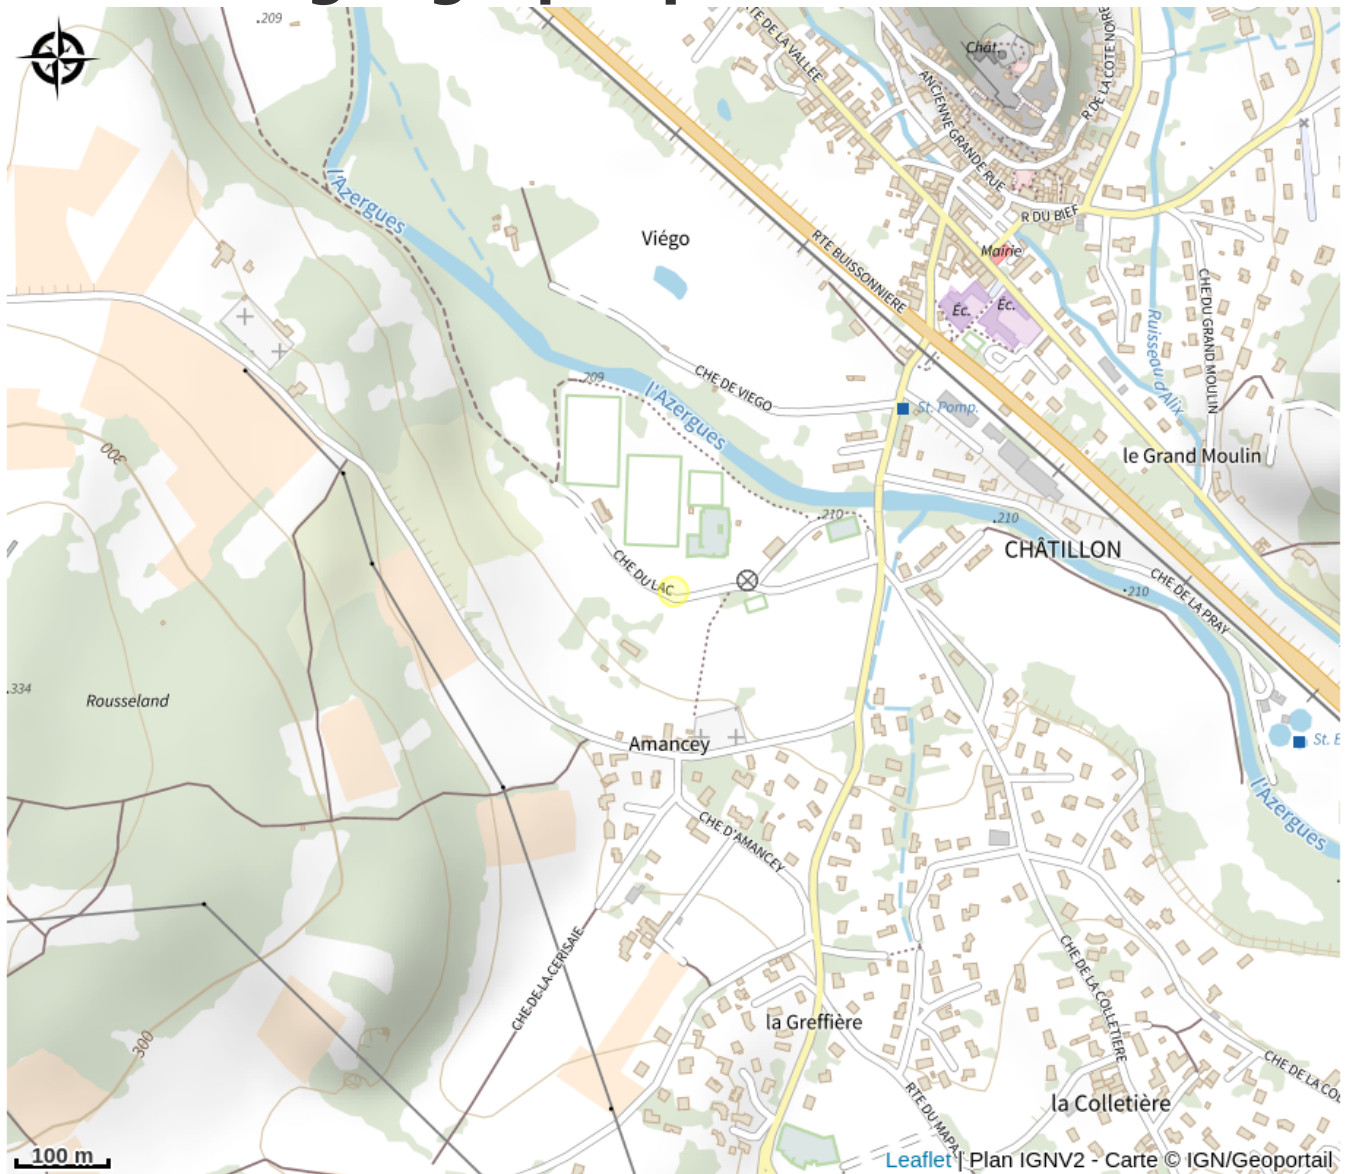 .209
TE DE LA VALLEE
Chât.
R DE LA COTE NOIRE
ANCIENNE GRANDE RUE
l'Azergues
Viégo
R DU BIEF
Mairie
RTE BUISSONNIERE
Éc.
Éc.
CHE DU GRAND MOULIN
Ruisseau d'Alix
209
CHE DE VIEGO
l'Azergues
St. Pomp.
300
le Grand Moulin
.210
.210
CHÂTILLON
CHE DU LAC
CHE DE LA PRAY
.210
.334
Rousseland
Amancey
St. E
l'Azergues
CHE D'AMANCEY
CHE DE LA CERISAIE
CHE DE LA COLLETIERE
la Greffière
300
CHE DE LA COL
la Colletière
RTE DU MAPA
100 m
Leaflet | Plan IGNV2 - Carte © IGN/Geoportail